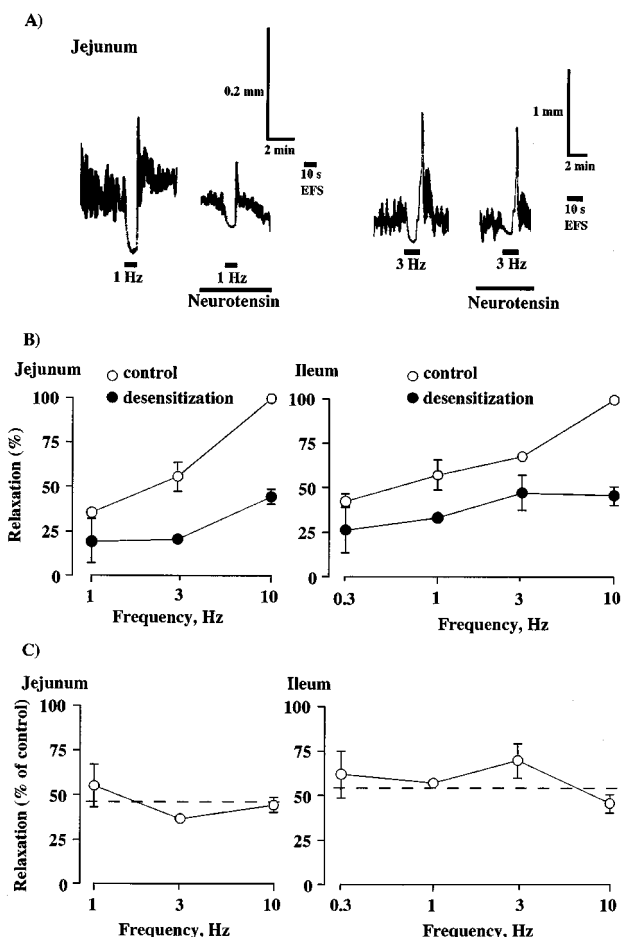 A)
Jejunum
0.2 mm
2 min
10 s
EFS
1 mm
2 min
10 s
EFS
1 Hz
1 Hz
Neurotensin
3 Hz
3 Hz
Neurotensin
B)
Jejunum
control
desensitization
Relaxation (%)
100
75
50
25
0
1
3
10
Frequency, Hz
Ileum
control
desensitization
100
75
50
25
0
0.3
1
3
10
Frequency, Hz
C)
Jejunum
Relaxation (% of control)
100
75
50
25
0
1
3
10
Frequency, Hz
Ileum
100
75
50
25
0
0.3
1
3
10
Frequency, Hz